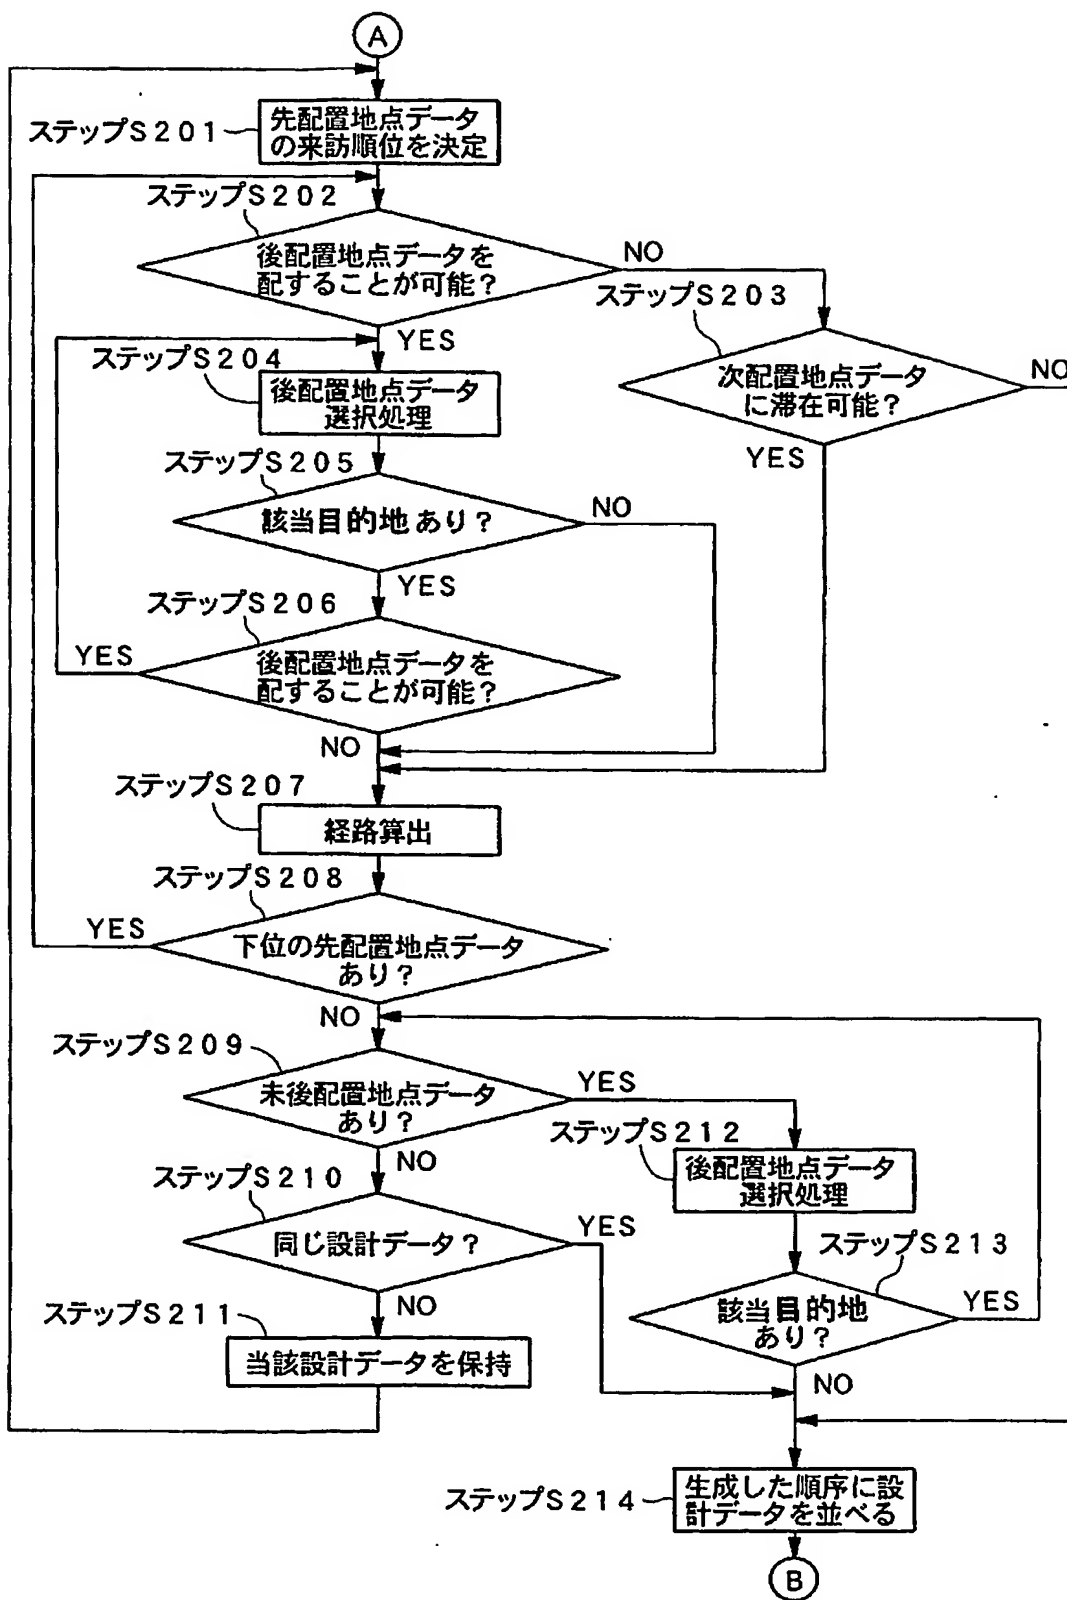 A
ステップS201
先配置地点データ
の来訪順位を決定
ステップS202
後配置地点データを
配することが可能?
NO
YES
ステップS203
次配置地点データ
に滞在可能?
NO
YES
ステップS204
後配置地点データ
選択処理
ステップS205
該当目的地あり?
NO
YES
ステップS206
後配置地点データを
配することが可能?
YES
NO
ステップS207
経路算出
ステップS208
下位の先配置地点データ
あり?
YES
NO
ステップS209
未後配置地点データ
あり?
YES
NO
ステップS212
後配置地点データ
選択処理
ステップS210
同じ設計データ?
YES
NO
ステップS213
該当目的地
あり?
YES
NO
ステップS211
当該設計データを保持
ステップS214
生成した順序に設
計データを並べる
B